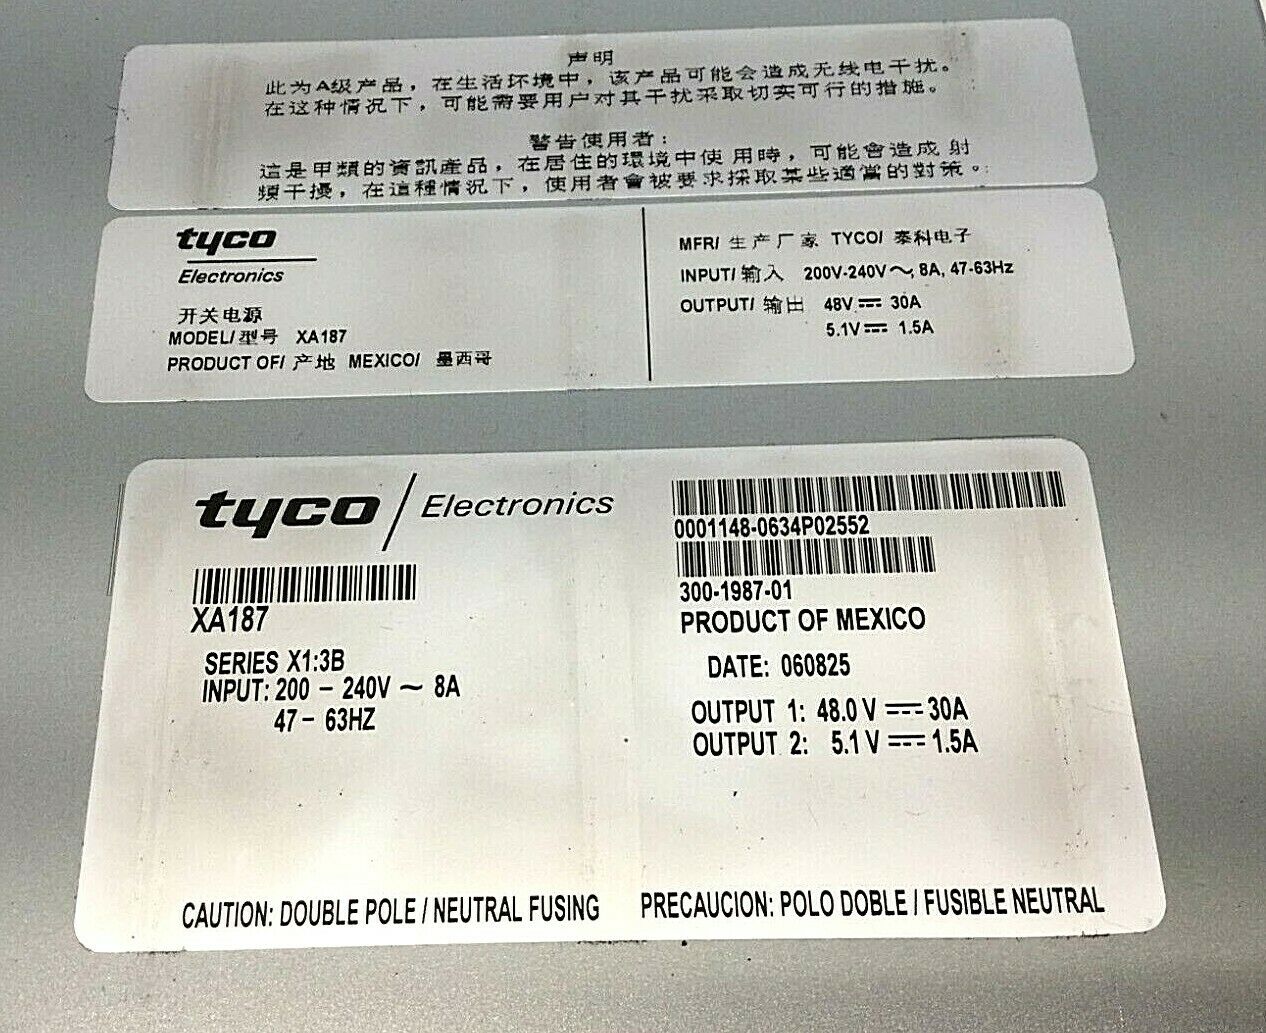 声明
此为A级产品，在生活环境中，该产品可能会造成无线电干扰。
在这种情况下，可能需要用户对其干扰采取切实可行的措施。
警告使用者：
這是甲類的資訊產品，在居住的環境中使用時，可能會造成射
頻干擾，在這種情況下，使用者會被要求採取某些適當的對策。
tyco
Electronics
开关电源
MODEL/型号 XA187
PRODUCT OF/ 产地 MEXICO/ 墨西哥
MFR/ 生产厂家 TYCO/ 泰科电子
INPUT/输入 200V-240V～, 8A, 47-63Hz
OUTPUT/ 输出 48V⎓ 30A
5.1V⎓ 1.5A
tyco / Electronics
XA187
SERIES X1:3B
INPUT: 200 – 240V ~ 8A
47 – 63HZ
0001148-0634P02552
300-1987-01
PRODUCT OF MEXICO
DATE: 060825
OUTPUT 1: 48.0 V ⎓ 30A
OUTPUT 2: 5.1 V ⎓ 1.5A
CAUTION: DOUBLE POLE / NEUTRAL FUSING
PRECAUCION: POLO DOBLE / FUSIBLE NEUTRAL